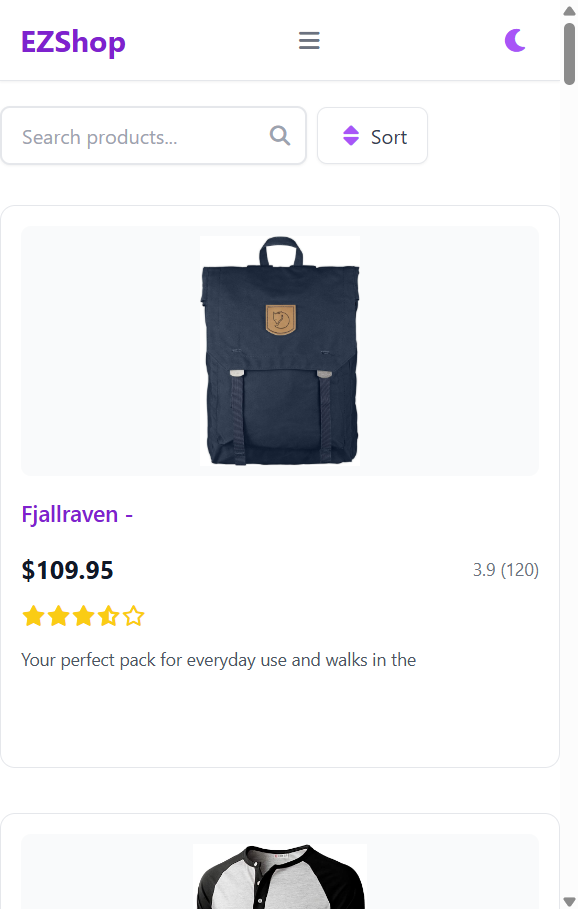 EZShop
Search products...
Sort
Fjallraven -
$109.95
3.9 (120)
Your perfect pack for everyday use and walks in the